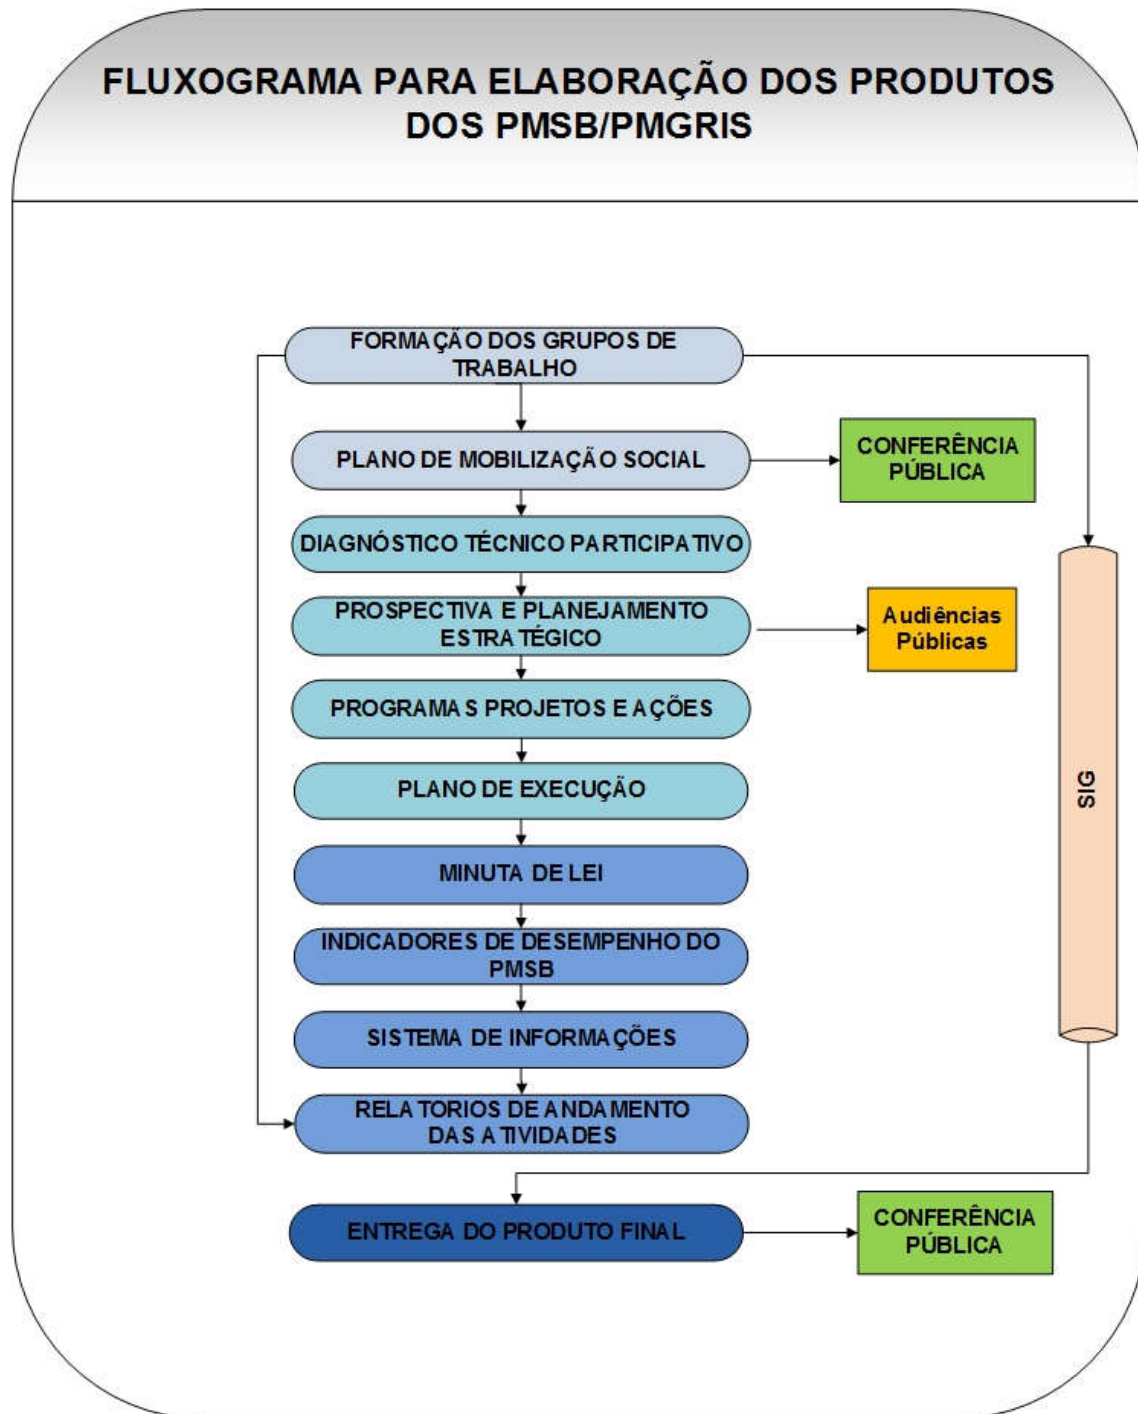 FLUXOGRAMA PARA ELABORAÇÃO DOS PRODUTOS
DOS PMSB/PMGRIS
FORMAÇÃO DOS GRUPOS DE
TRABALHO
PLANO DE MOBILIZAÇÃO SOCIAL
CONFERÊNCIA
PÚBLICA
DIAGNÓSTICO TÉCNICO PARTICIPATIVO
PROSPECTIVA E PLANEJAMENTO
ESTRATÉGICO
Audiências
Públicas
PROGRAMAS PROJETOS E AÇÕES
PLANO DE EXECUÇÃO
SIG
MINUTA DE LEI
INDICADORES DE DESEMPENHO DO
PMSB
SISTEMA DE INFORMAÇÕES
RELATORIOS DE ANDAMENTO
DAS ATIVIDADES
ENTREGA DO PRODUTO FINAL
CONFERÊNCIA
PÚBLICA